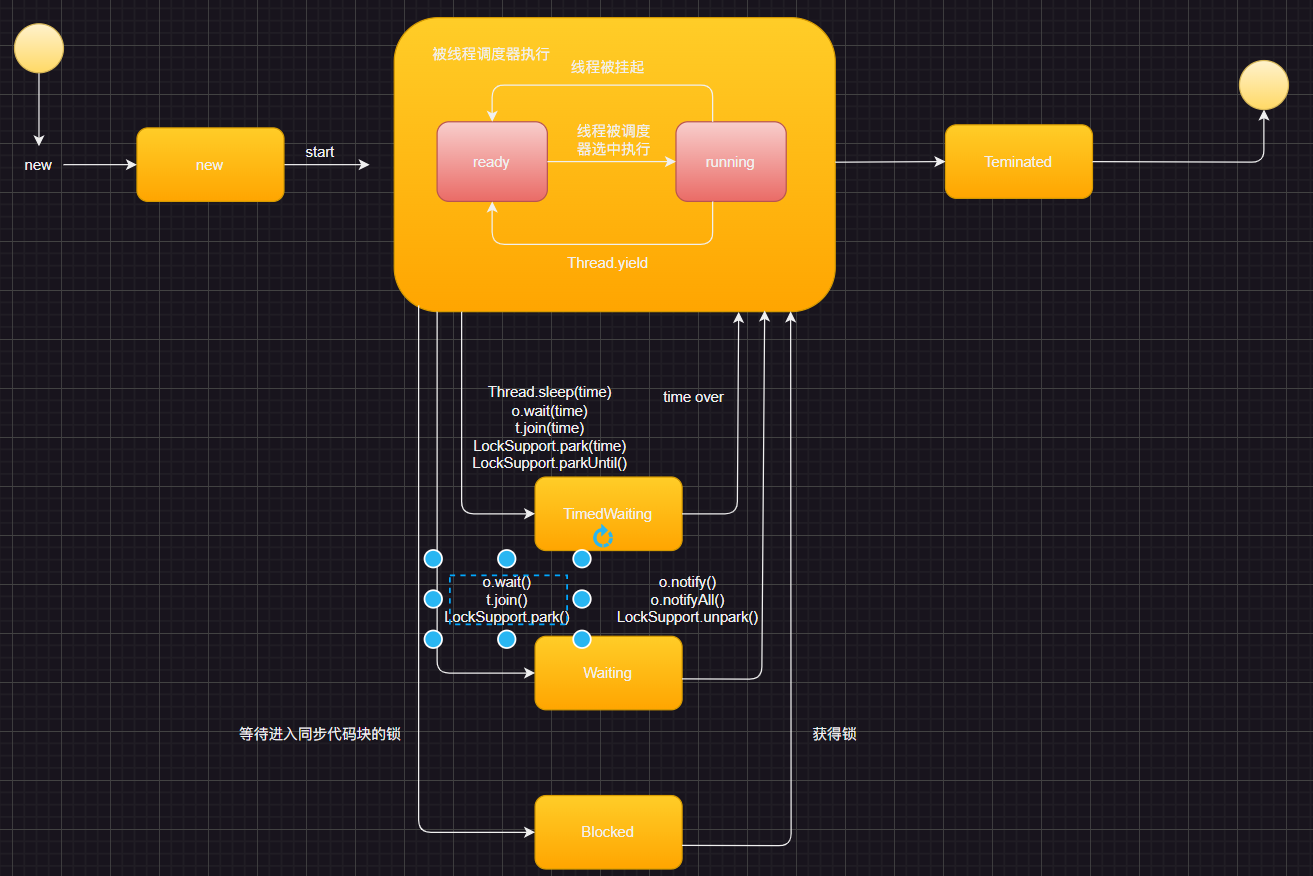 new
new
start
被线程调度器执行
线程被挂起
ready
线程被调度
器选中执行
running
Thread.yield
Teminated
Thread.sleep(time)
o.wait(time)
t.join(time)
LockSupport.park(time)
LockSupport.parkUntil()
time over
TimedWaiting
o.wait()
t.join()
LockSupport.park()
o.notify()
o.notifyAll()
LockSupport.unpark()
Waiting
等待进入同步代码块的锁
获得锁
Blocked